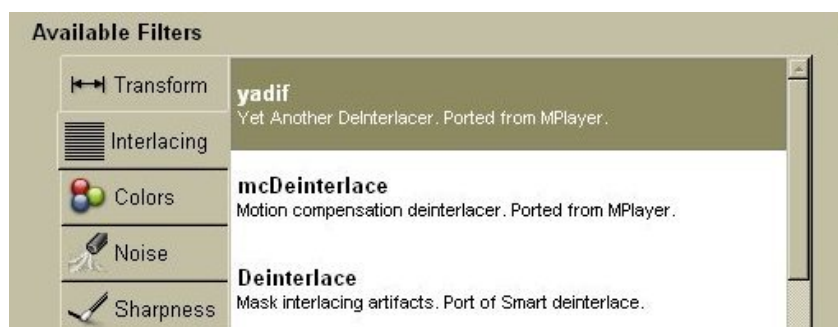 Available Filters
Transform
Interlacing
Colors
Noise
Sharpness
yadif
Yet Another DeInterlacer. Ported from MPlayer.
mcDeinterlace
Motion compensation deinterlacer. Ported from MPlayer.
Deinterlace
Mask interlacing artifacts. Port of Smart deinterlace.